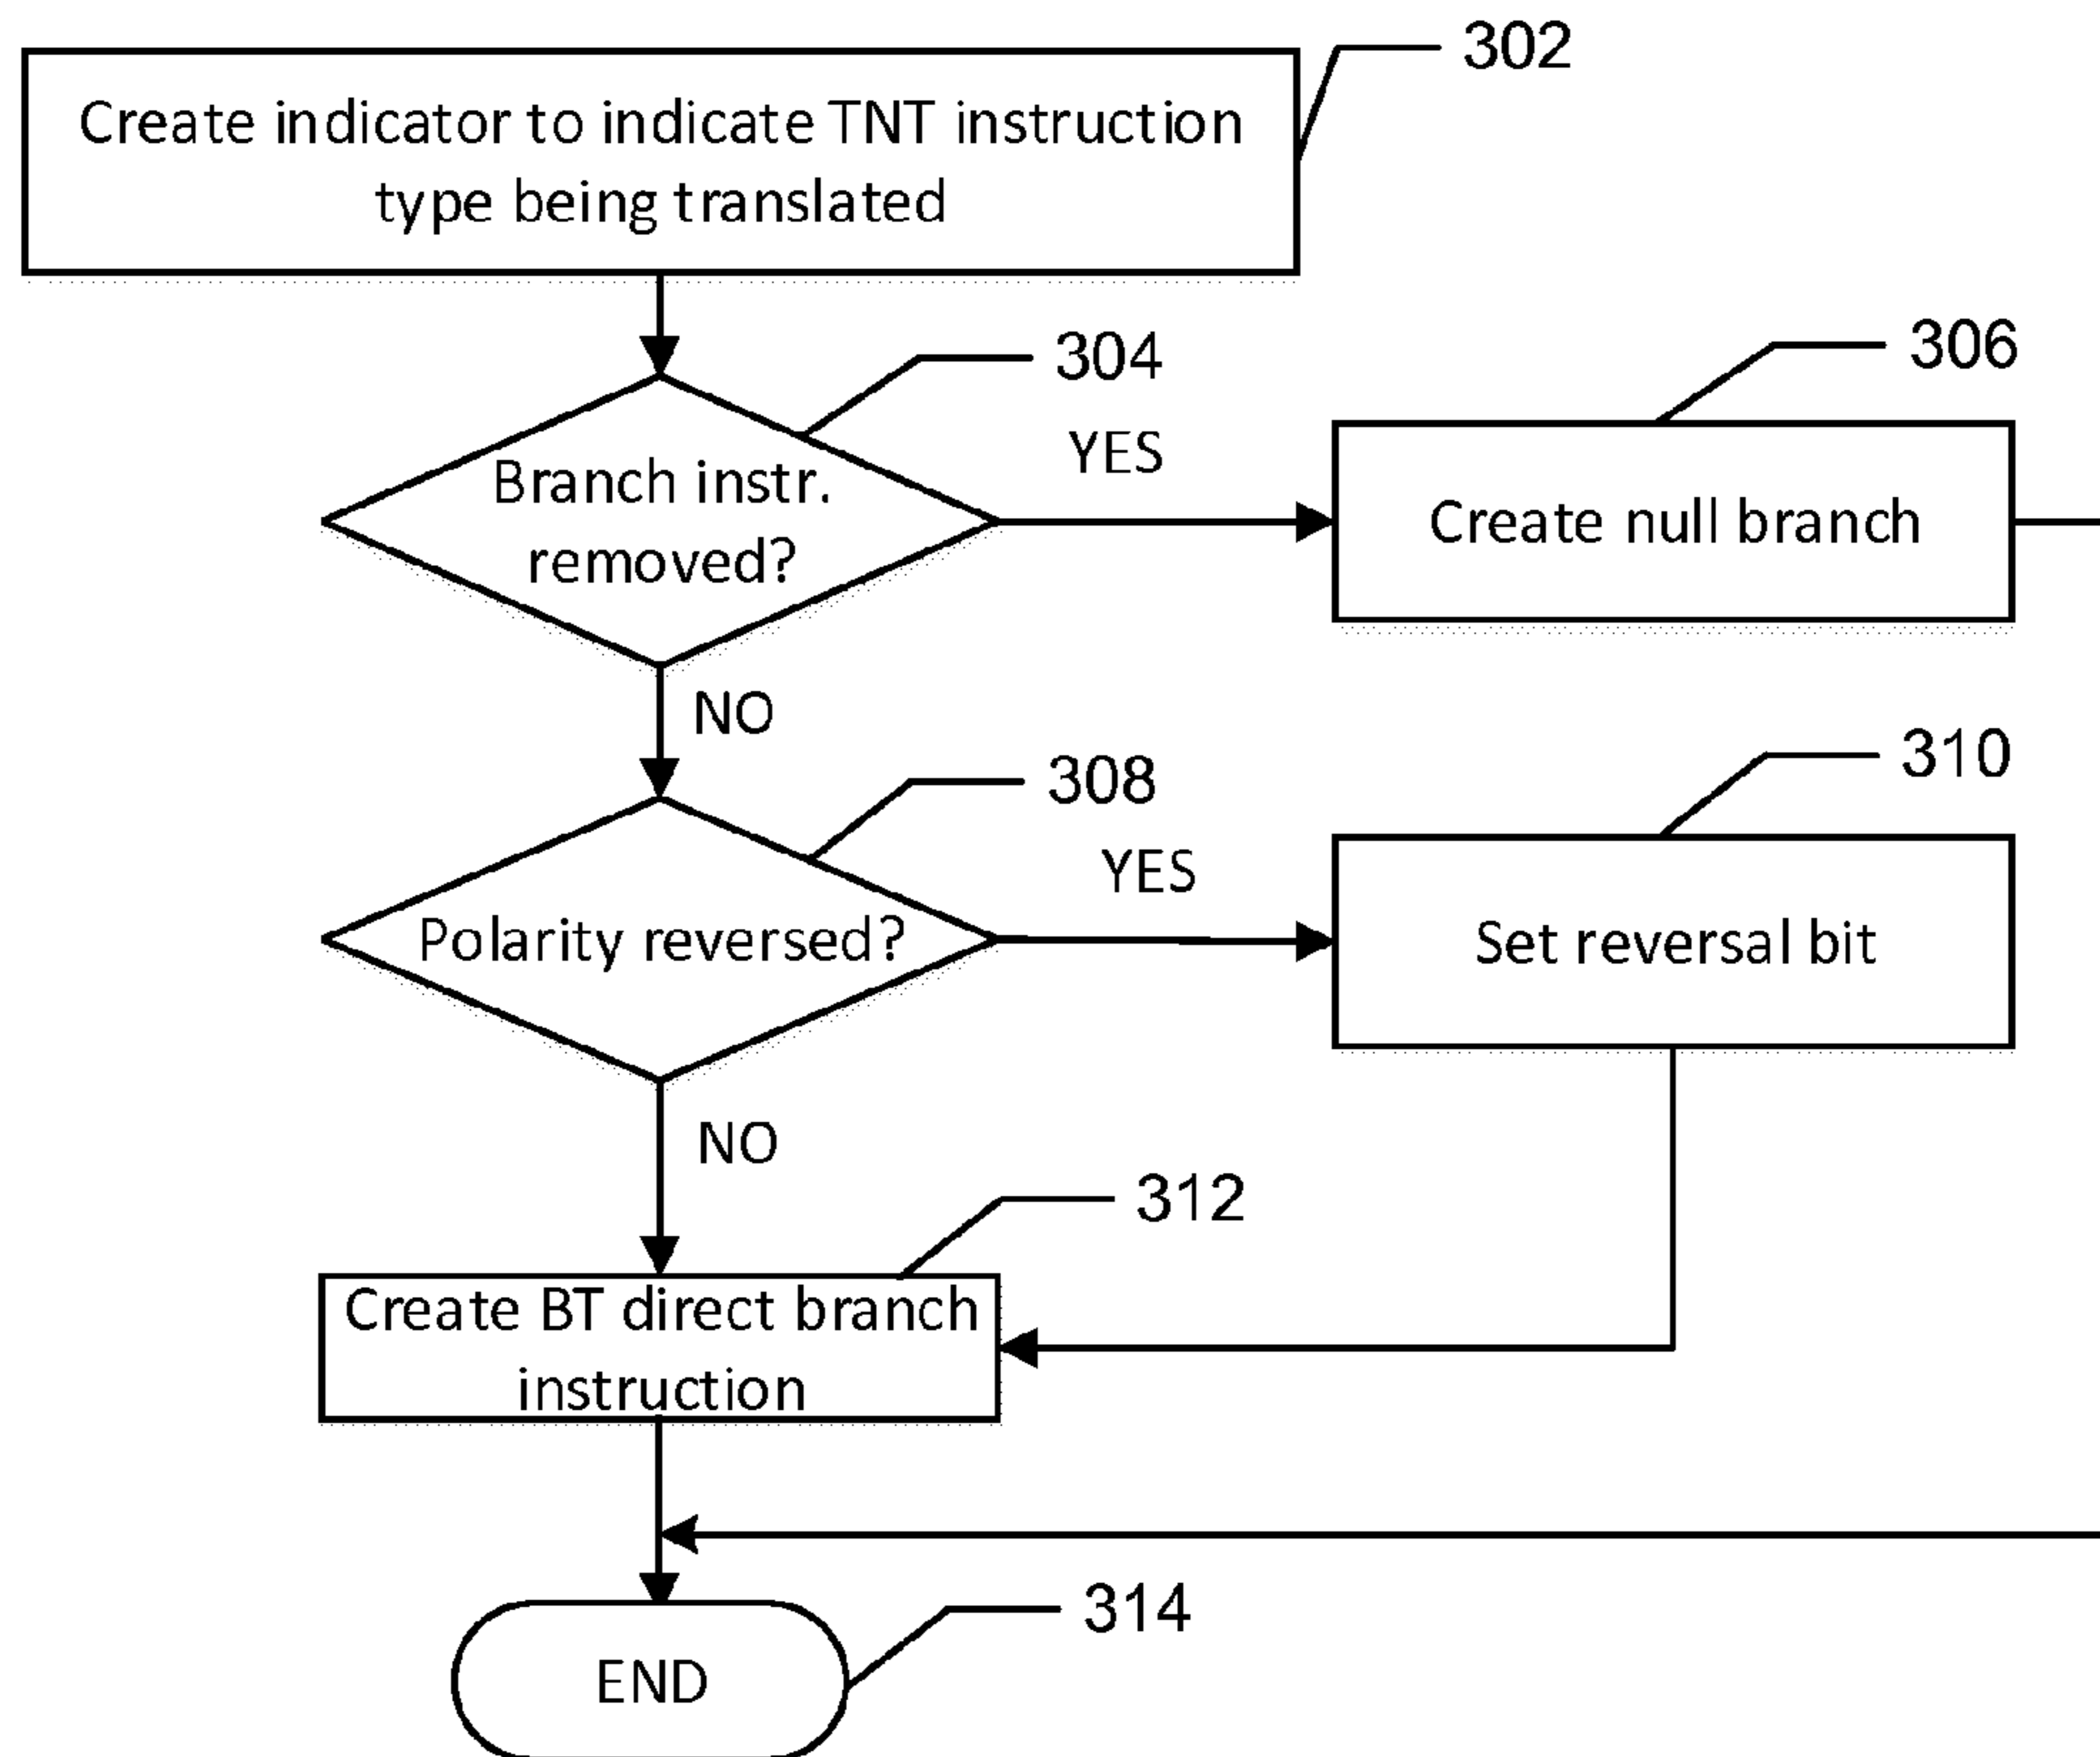 302
Create indicator to indicate TNT instruction
type being translated
304
306
YES
Branch instr.
removed?
Create null branch
NO
308
310
YES
Polarity reversed?
Set reversal bit
NO
312
Create BT direct branch
instruction
314
END